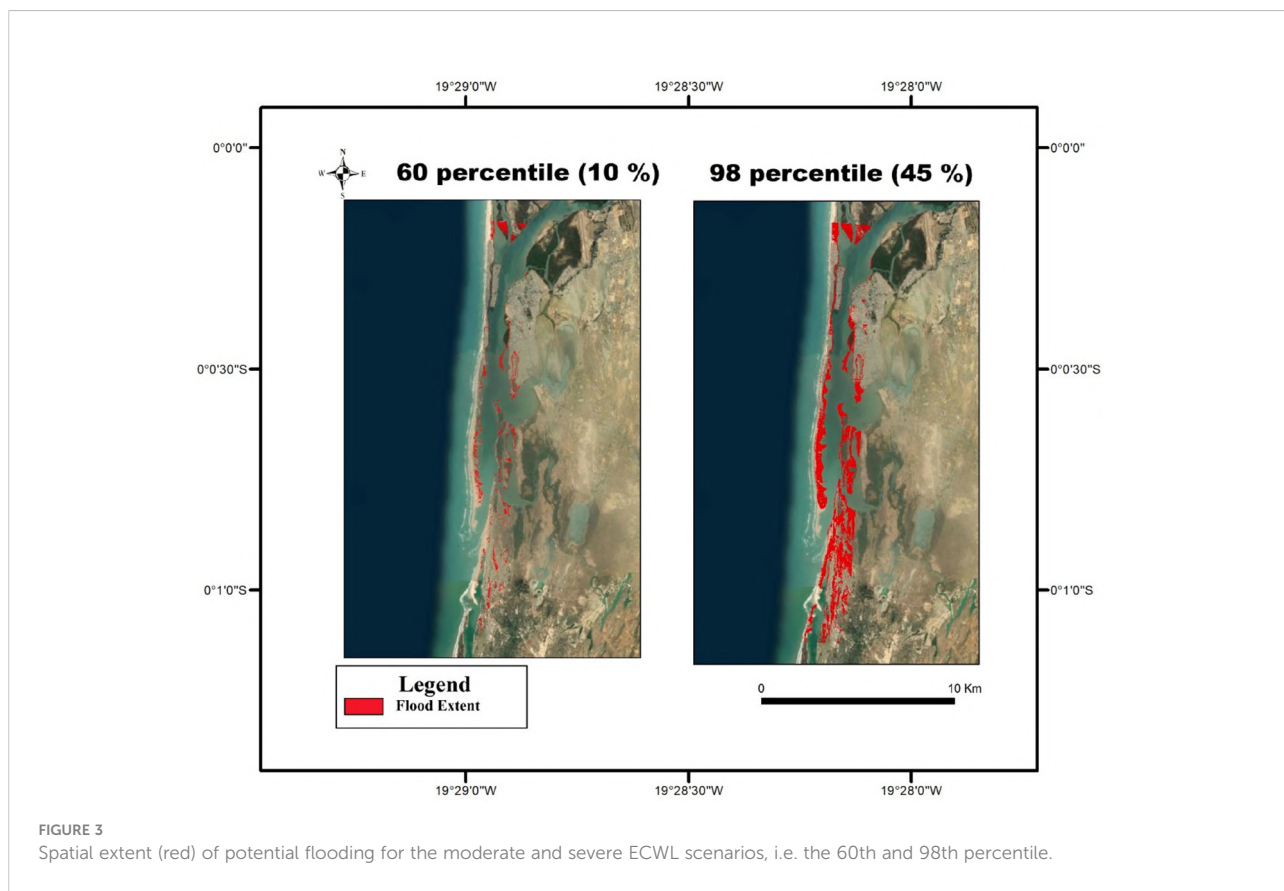 19°29'0"W 19°28'30"W 19°28'0"W
0°0'0" 0°0'0"
N
W E
S
60 percentile (10 %) 98 percentile (45 %)
0°0'30"S 0°0'30"S
0°1'0"S 0°1'0"S
Legend
Flood Extent
0 10 Km
19°29'0"W 19°28'30"W 19°28'0"W
FIGURE 3
Spatial extent (red) of potential flooding for the moderate and severe ECWL scenarios, i.e. the 60th and 98th percentile.